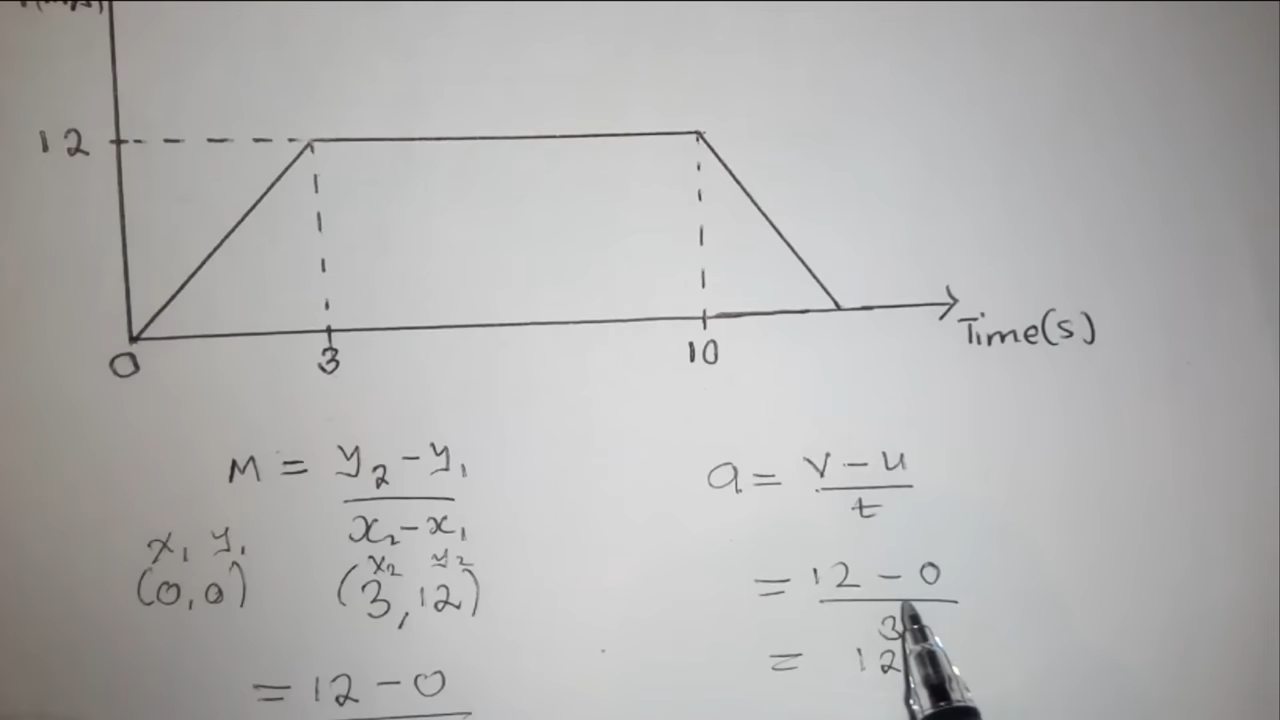 12
0
3
10
Time(s)
M = y₂ - y₁
x₂ - x₁
x₁ y₁
(0,0)
x₂ y₂
(3,12)
= 12 - 0
a = v - u
t
= 12 - 0
3
= 12